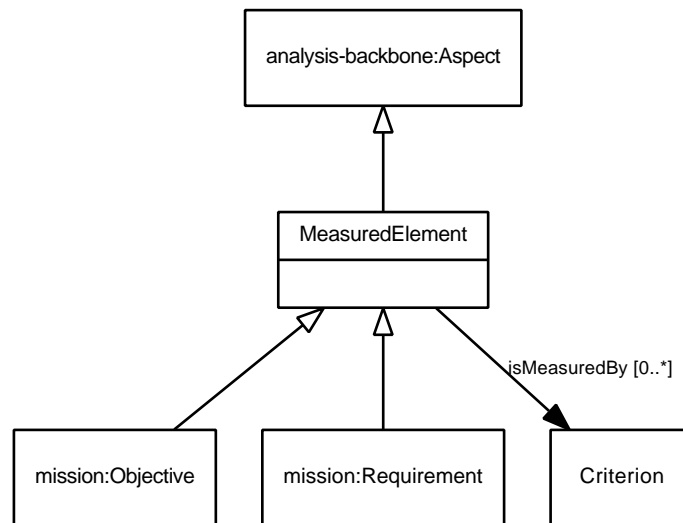 analysis-backbone:Aspect
MeasuredElement
isMeasuredBy [0..*]
mission:Objective
mission:Requirement
Criterion